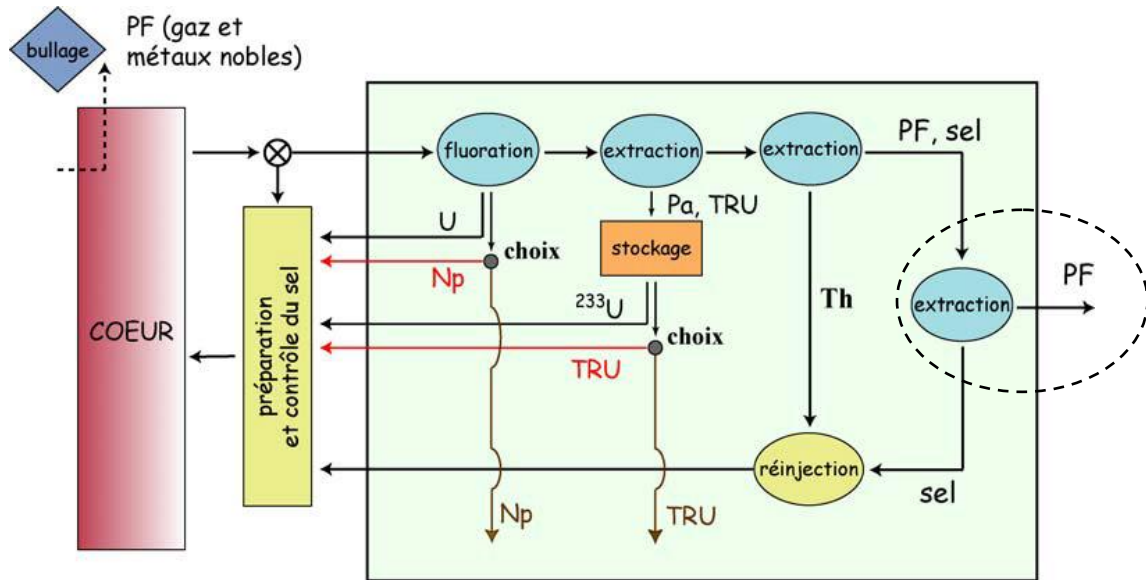 bullage
PF (gaz et
métaux nobles)
COEUR
préparation
et contrôle du sel
fluoration
extraction
extraction
PF, sel
U
Pa, TRU
choix
stockage
Np
²³³U
Th
extraction
PF
choix
TRU
réinjection
sel
Np
TRU